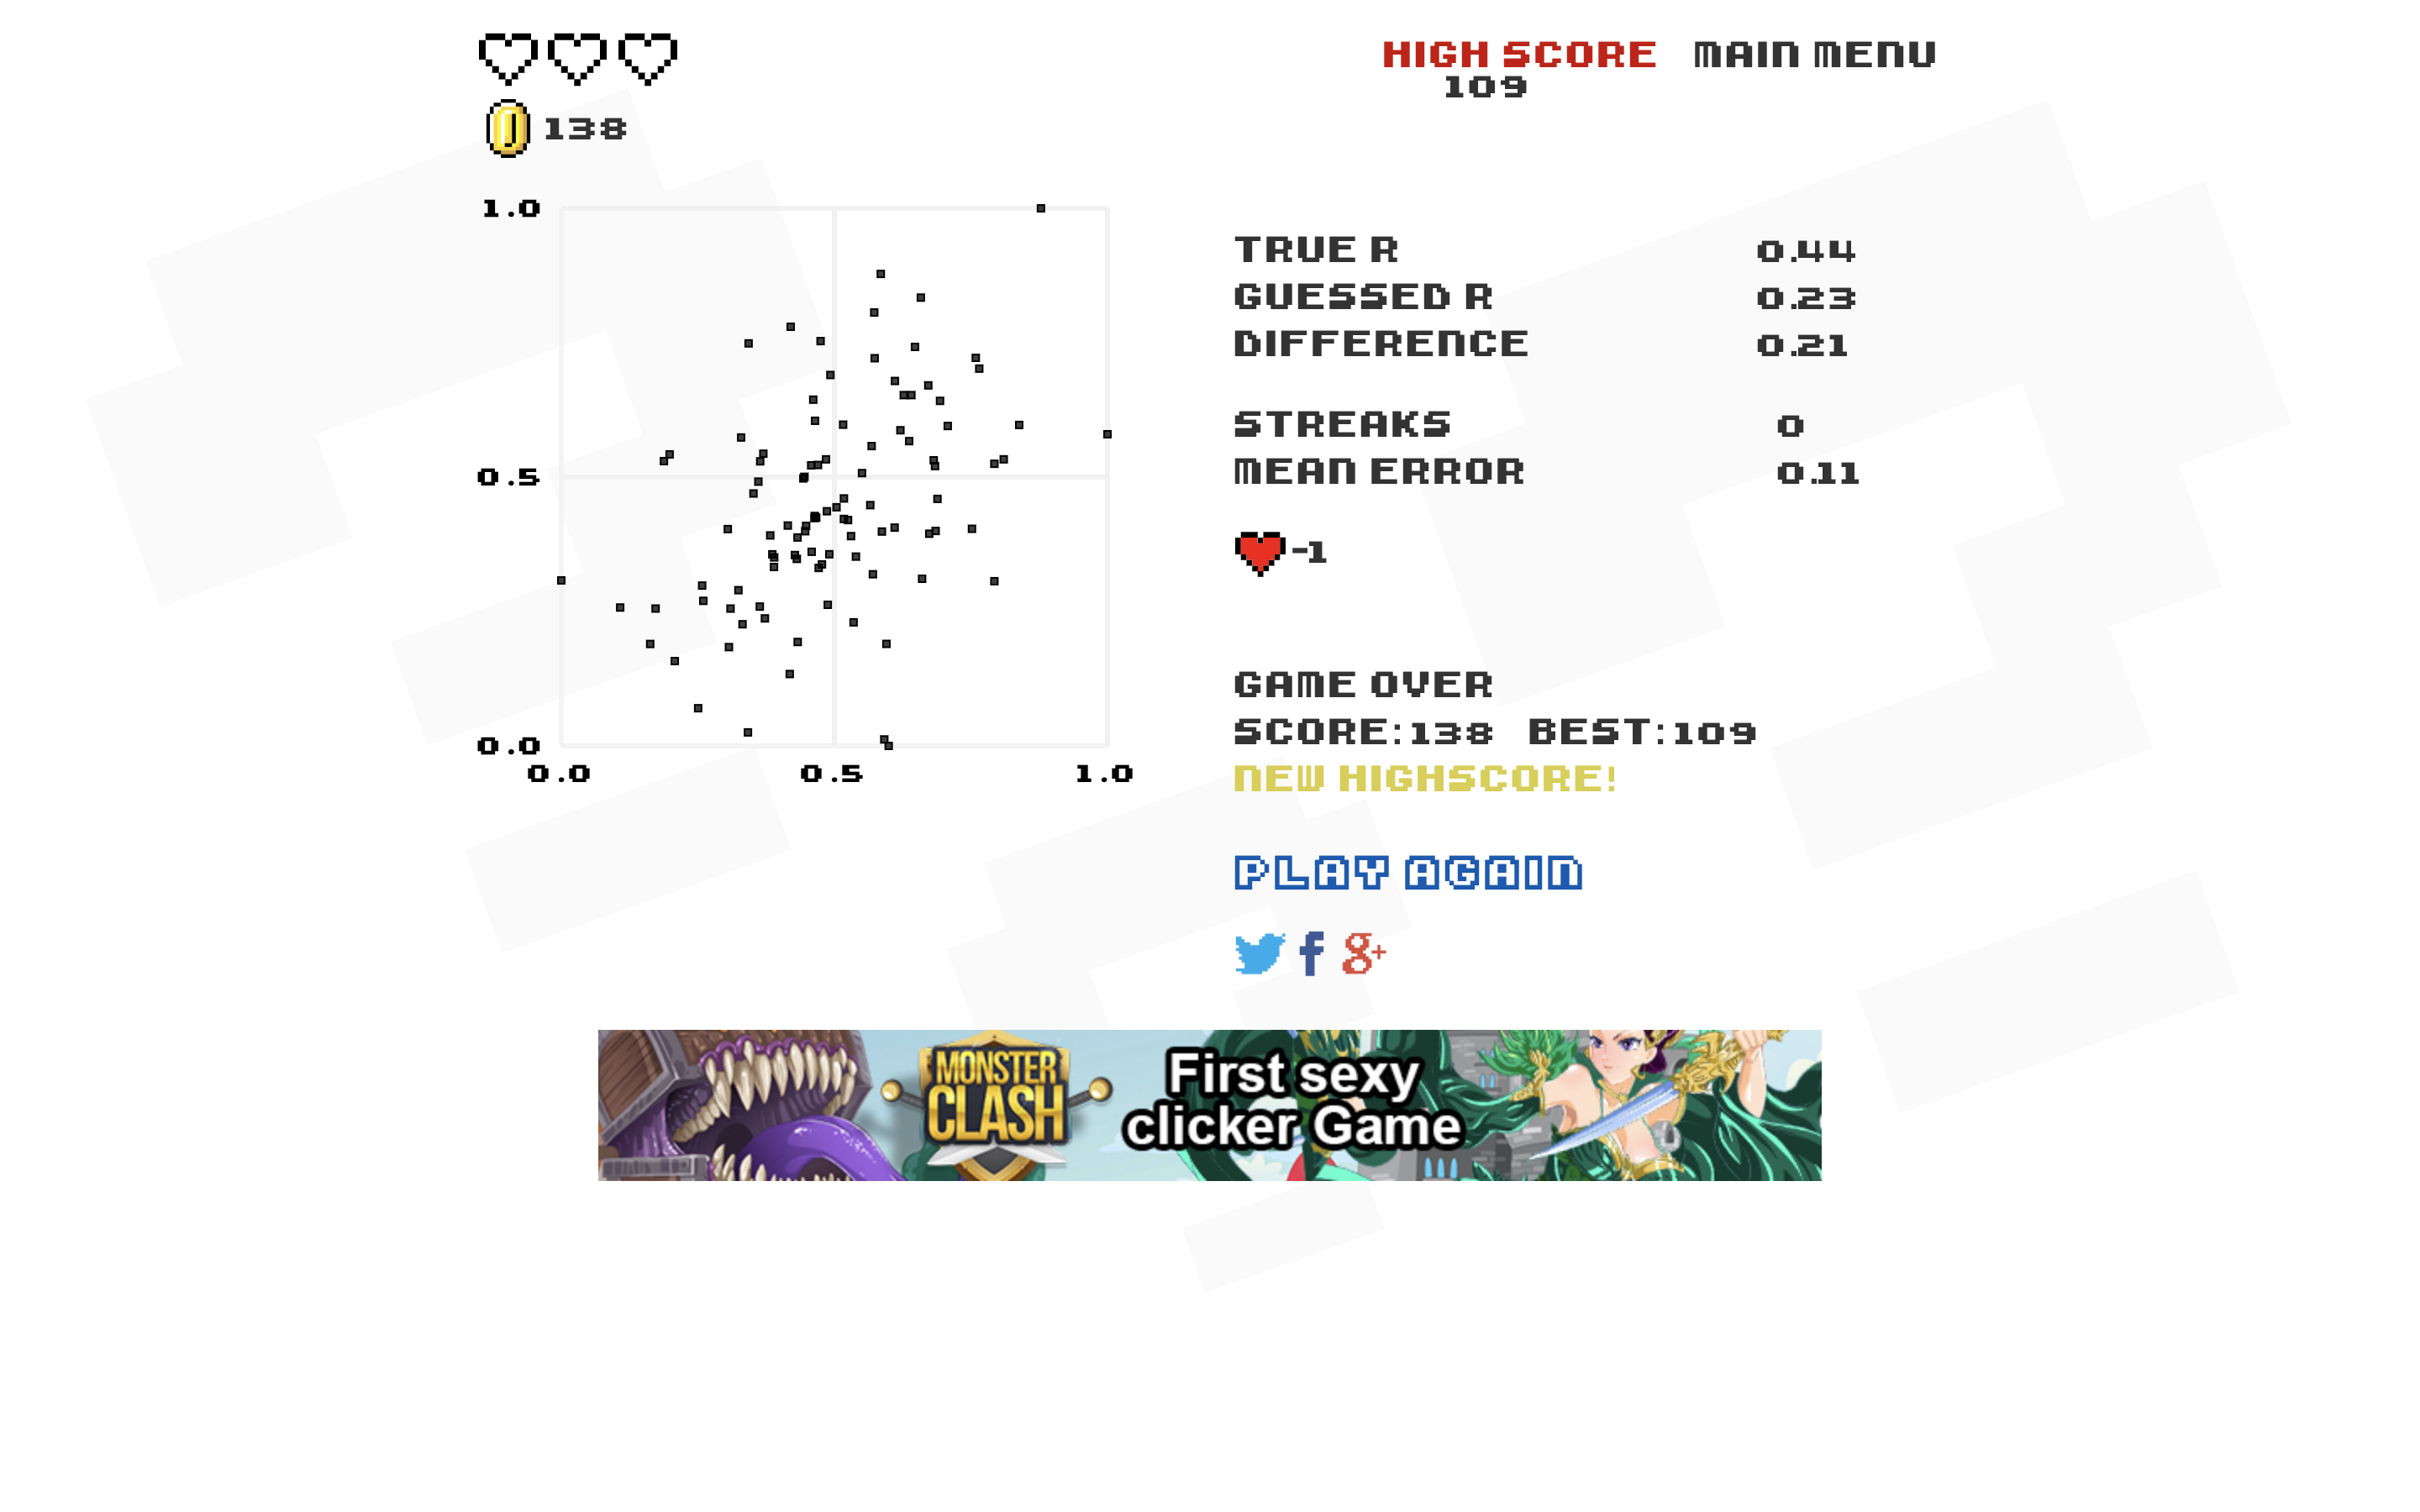 HIGH SCORE MAIN MENU
109
138
1.0
0.5
0.0
0.0 0.5 1.0
TRUE R 0.44
GUESSED R 0.23
DIFFERENCE 0.21
STREAKS 0
MEAN ERROR 0.11
-1
GAME OVER
SCORE:138 BEST:109
NEW HIGHSCORE!
PLAY AGAIN
f g+
MONSTER
CLASH
First sexy
clicker Game